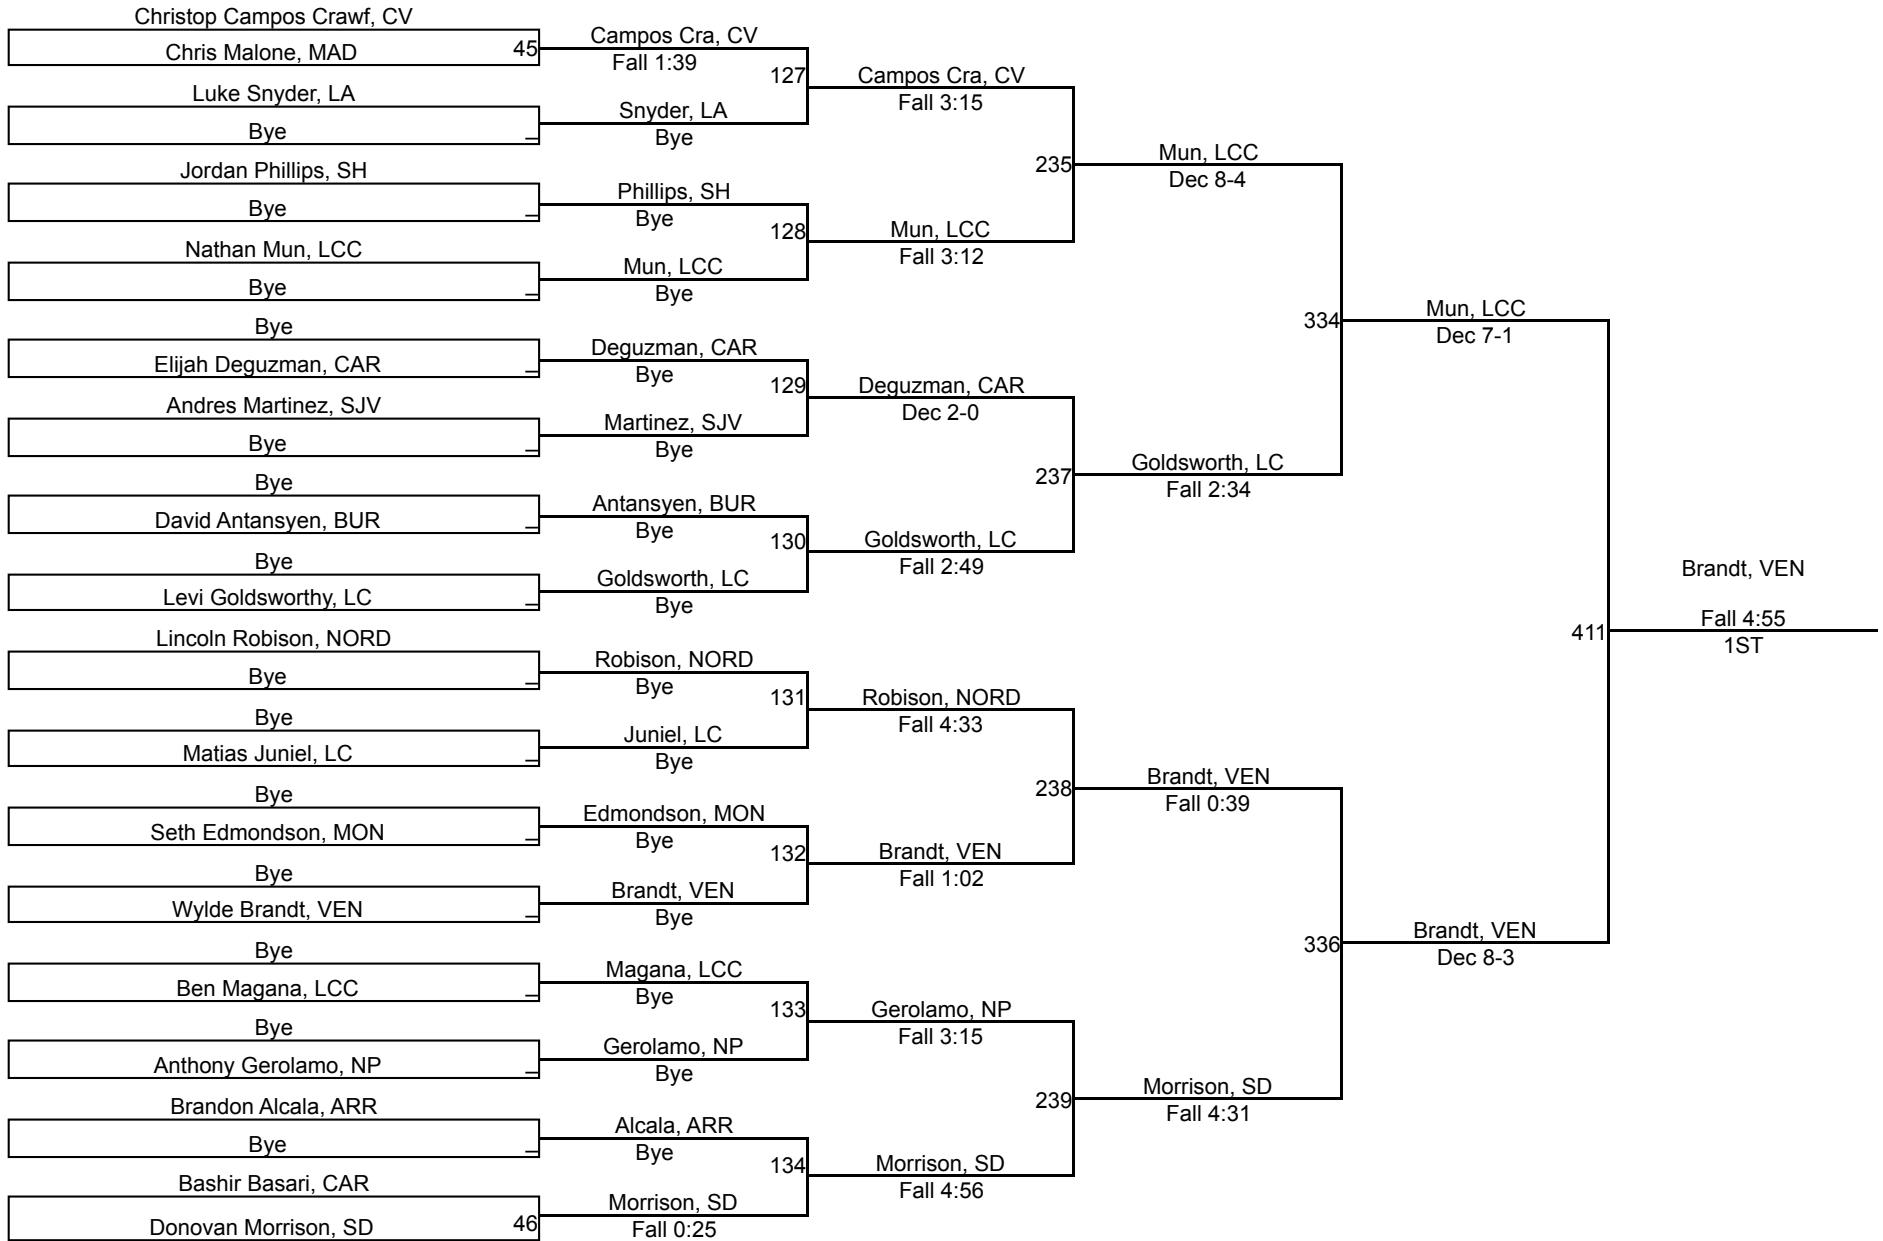 Christop Campos Crawf, CV
Chris Malone, MAD
45
Luke Snyder, LA
Bye
_
Jordan Phillips, SH
Bye
_
Nathan Mun, LCC
Bye
_
Bye
Elijah Deguzman, CAR
_
Andres Martinez, SJV
Bye
_
Bye
David Antansyen, BUR
_
Bye
Levi Goldsworthy, LC
_
Lincoln Robison, NORD
Bye
_
Bye
Matias Juniel, LC
_
Bye
Seth Edmondson, MON
_
Bye
Wylde Brandt, VEN
_
Bye
Ben Magana, LCC
_
Bye
Anthony Gerolamo, NP
_
Brandon Alcala, ARR
Bye
_
Bashir Basari, CAR
Donovan Morrison, SD
46
Campos Cra, CV
Fall 1:39
127
Snyder, LA
Bye
Phillips, SH
Bye
128
Mun, LCC
Bye
Deguzman, CAR
Bye
129
Martinez, SJV
Bye
Antansyen, BUR
Bye
130
Goldsworth, LC
Bye
Robison, NORD
Bye
131
Juniel, LC
Bye
Edmondson, MON
Bye
132
Brandt, VEN
Bye
Magana, LCC
Bye
133
Gerolamo, NP
Bye
Alcala, ARR
Bye
134
Morrison, SD
Fall 0:25
Campos Cra, CV
Fall 3:15
235
Mun, LCC
Fall 3:12
Deguzman, CAR
Dec 2-0
237
Goldsworth, LC
Fall 2:49
Robison, NORD
Fall 4:33
238
Brandt, VEN
Fall 1:02
Gerolamo, NP
Fall 3:15
239
Morrison, SD
Fall 4:56
Mun, LCC
Dec 8-4
334
Goldsworth, LC
Fall 2:34
Brandt, VEN
Fall 0:39
336
Morrison, SD
Fall 4:31
Mun, LCC
Dec 7-1
411
Brandt, VEN
Dec 8-3
Brandt, VEN
Fall 4:55
1ST